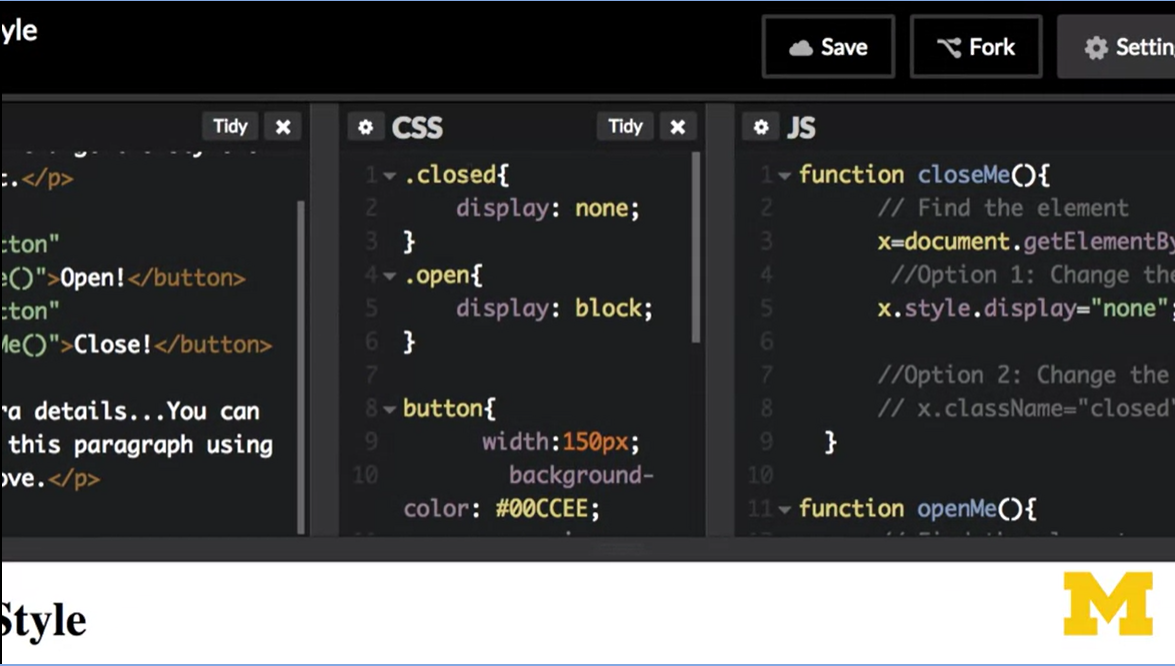 yle
Save
Fork
Settin
Tidy
c.</p>
cton"
e()">Open!</button>
cton"
Me()">Close!</button>
ra details...You can
this paragraph using
ove.</p>
CSS
Tidy
1 .closed{
2 display: none;
3 }
4 .open{
5 display: block;
6 }
7
8 button{
9 width:150px;
10 background-
color: #00CCEE;
JS
1 function closeMe(){
2 // Find the element
3 x=document.getElementBy
4 //Option 1: Change the
5 x.style.display="none";
6
7 //Option 2: Change the
8 // x.className="closed"
9 }
10
11 function openMe(){
Style
M